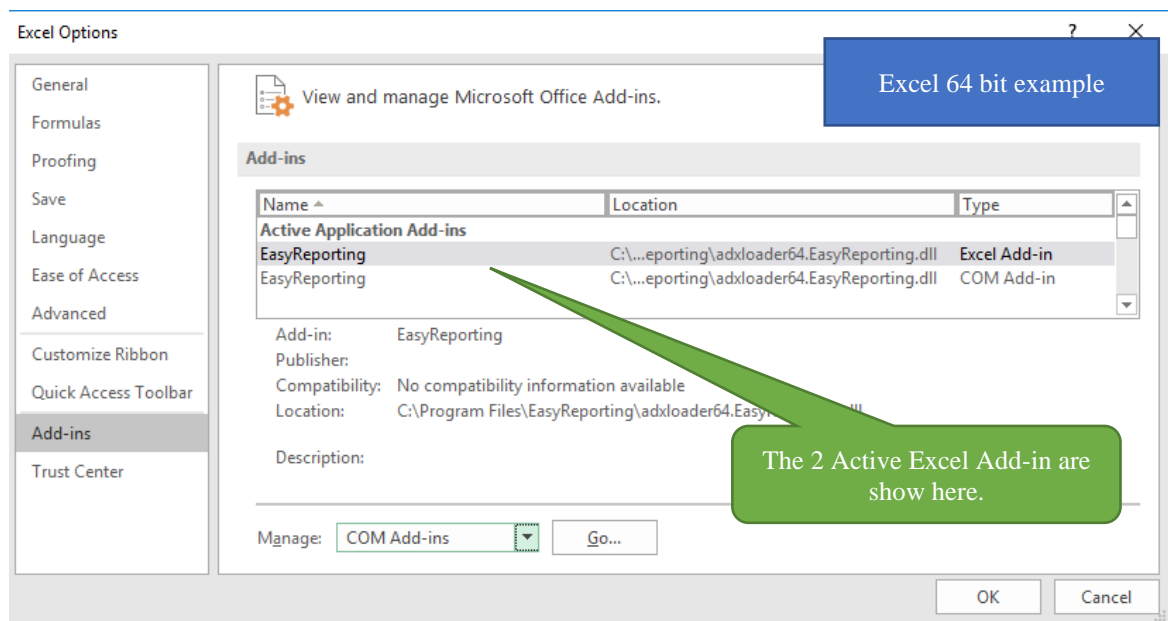 Excel Options
?
Excel 64 bit example
General
Formulas
Proofing
Save
Language
Ease of Access
Advanced
Customize Ribbon
Quick Access Toolbar
Add-ins
Trust Center
View and manage Microsoft Office Add-ins.
Add-ins
Name Location Type
Active Application Add-ins
EasyReporting C:\...eporting\adxloader64.EasyReporting.dll Excel Add-in
EasyReporting C:\...eporting\adxloader64.EasyReporting.dll COM Add-in
Add-in: EasyReporting
Publisher:
Compatibility: No compatibility information available
Location: C:\Program Files\EasyReporting\adxloader64.Easy
Description:
The 2 Active Excel Add-in are
show here.
Manage: COM Add-ins Go...
OK Cancel